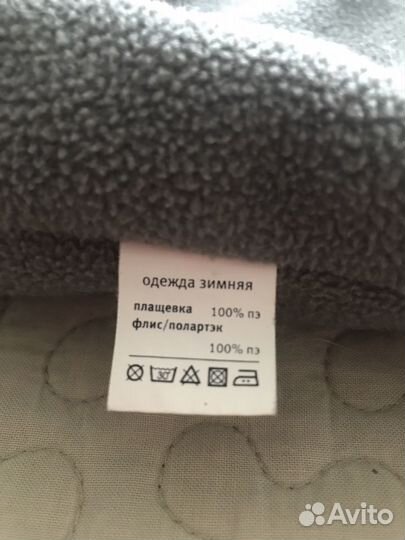 одежда зимняя
плащевка 100% пэ
флис/полартэк
100% пэ
30°
Avito